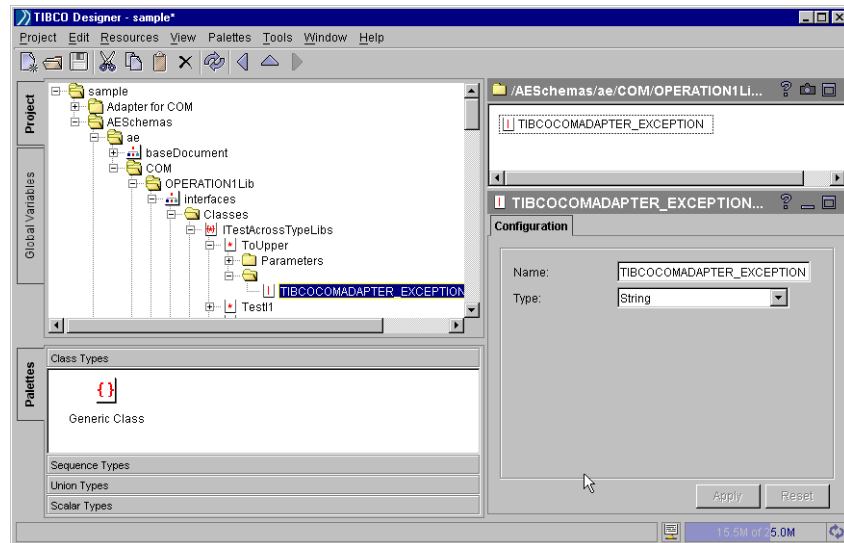 TIBCO Designer - sample*
Project Edit Resources View Palettes Tools Window Help
Project
Global Variables
sample
Adapter for COM
AESchemas
ae
baseDocument
COM
OPERATION1Lib
interfaces
Classes
ITestAcrossTypeLibs
ToUpper
Parameters
TIBCOCOMADAPTER_EXCEPTION
TestI1
/AESchemas/ae/COM/OPERATION1Li...
TIBCOCOMADAPTER_EXCEPTION
TIBCOCOMADAPTER_EXCEPTION...
Configuration
Name: TIBCOCOMADAPTER_EXCEPTION
Type: String
Apply Reset
Palettes
Class Types
{}
Generic Class
Sequence Types
Union Types
Scalar Types
15.5M of 25.0M